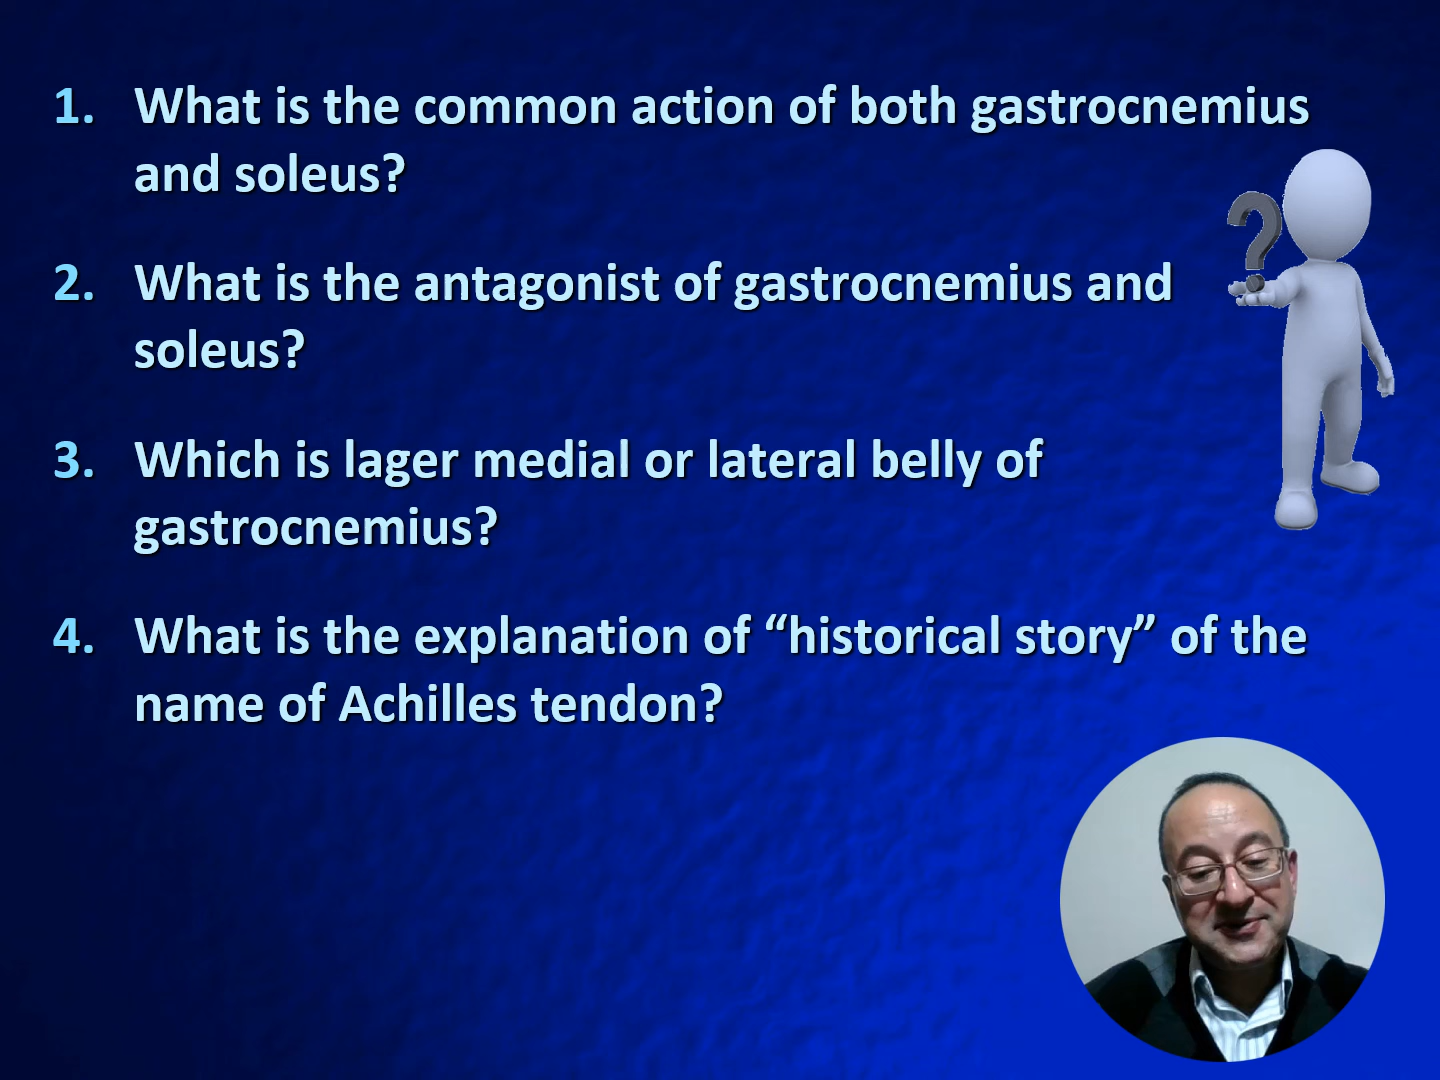 1. What is the common action of both gastrocnemius
and soleus?
2. What is the antagonist of gastrocnemius and
soleus?
3. Which is lager medial or lateral belly of
gastrocnemius?
4. What is the explanation of “historical story” of the
name of Achilles tendon?
?